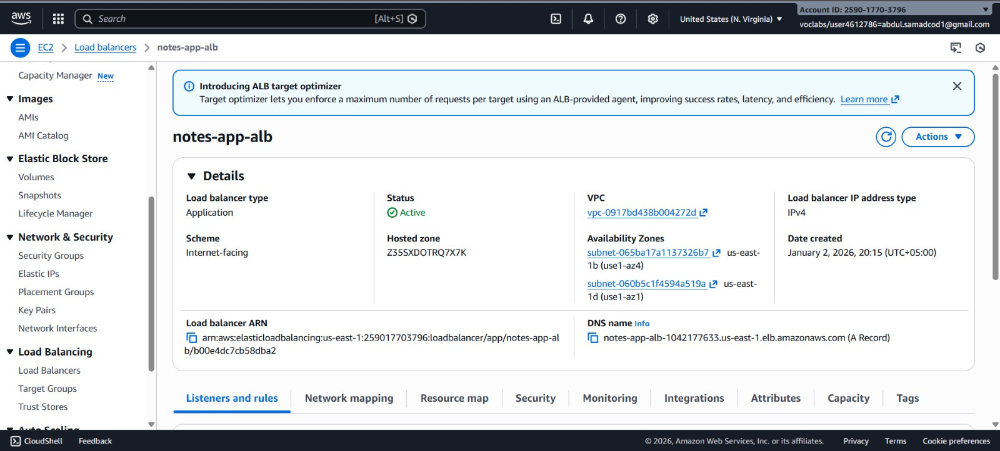 aws
Search
[Alt+S]
United States (N. Virginia)
Account ID: 2590-1770-3796
voclabs/user4612786=abdul.samadcod1@gmail.com
EC2
Load balancers
notes-app-alb
Capacity Manager New
Images
AMIs
AMI Catalog
Elastic Block Store
Volumes
Snapshots
Lifecycle Manager
Network & Security
Security Groups
Elastic IPs
Placement Groups
Key Pairs
Network Interfaces
Load Balancing
Load Balancers
Target Groups
Trust Stores
Auto Scaling
Introducing ALB target optimizer
Target optimizer lets you enforce a maximum number of requests per target using an ALB-provided agent, improving success rates, latency, and efficiency. Learn more
notes-app-alb
Actions
Details
Load balancer type
Application
Status
Active
VPC
vpc-0917bd438b004272d
Load balancer IP address type
IPv4
Scheme
Internet-facing
Hosted zone
Z35SXDOTRQ7X7K
Availability Zones
subnet-065ba17a1137326b7 us-east-
1b (use1-az4)
subnet-060b5c1f4594a519a us-east-
1d (use1-az1)
Date created
January 2, 2026, 20:15 (UTC+05:00)
Load balancer ARN
arn:aws:elasticloadbalancing:us-east-1:259017703796:loadbalancer/app/notes-app-al
b/b00e4dc7cb58dba2
DNS name Info
notes-app-alb-1042177633.us-east-1.elb.amazonaws.com (A Record)
Listeners and rules
Network mapping
Resource map
Security
Monitoring
Integrations
Attributes
Capacity
Tags
CloudShell
Feedback
© 2026, Amazon Web Services, Inc. or its affiliates.
Privacy
Terms
Cookie preferences